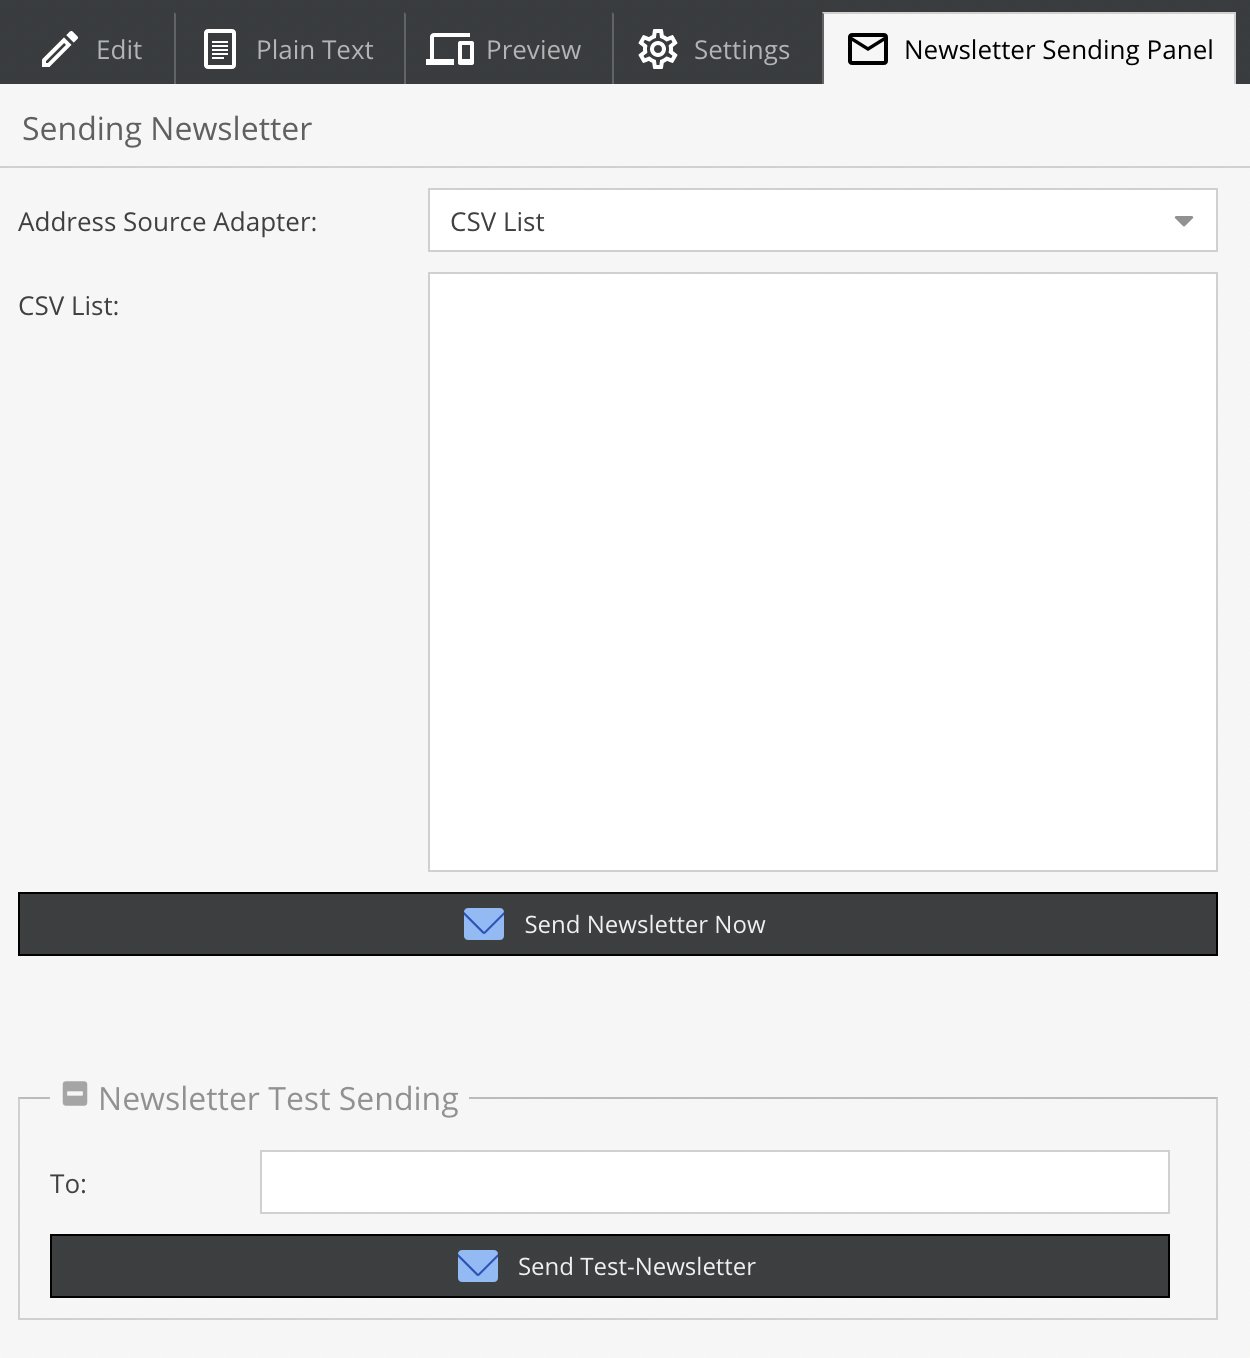 Edit
Plain Text
Preview
Settings
Newsletter Sending Panel
Sending Newsletter
Address Source Adapter:
CSV List
CSV List:
Send Newsletter Now
Newsletter Test Sending
To:
Send Test-Newsletter